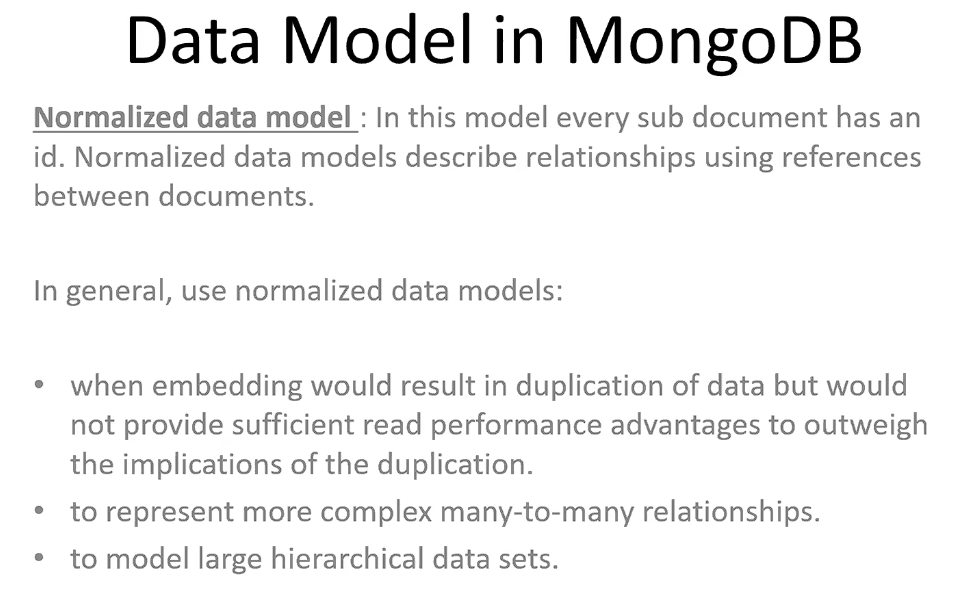 Data Model in MongoDB
Normalized data model : In this model every sub document has an
id. Normalized data models describe relationships using references
between documents.
In general, use normalized data models:
• when embedding would result in duplication of data but would
not provide sufficient read performance advantages to outweigh
the implications of the duplication.
• to represent more complex many-to-many relationships.
• to model large hierarchical data sets.